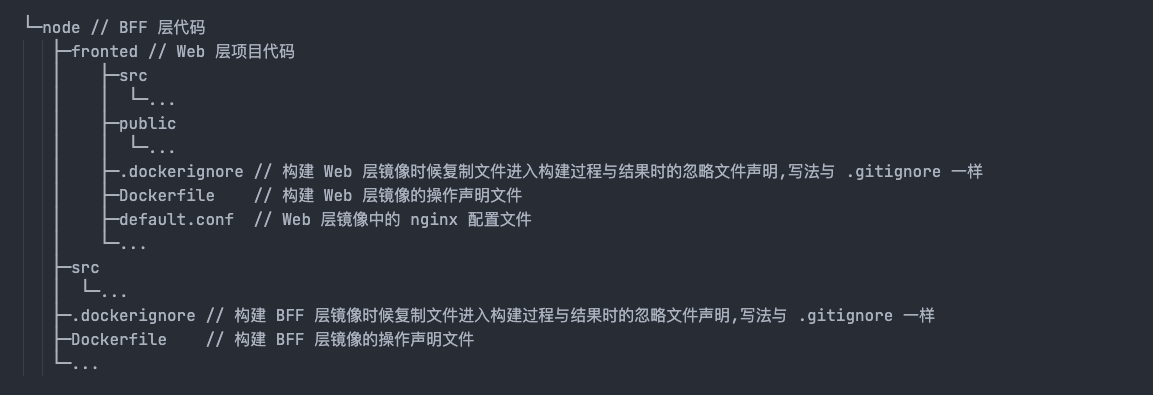 └─node // BFF 层代码
   ├─fronted // Web 层项目代码
   │    ├─src
   │    │  └─...
   │    ├─public
   │    │  └─...
   │    ├─.dockerignore // 构建 Web 层镜像时候复制文件进入构建过程与结果时的忽略文件声明,写法与 .gitignore 一样
   │    ├─Dockerfile    // 构建 Web 层镜像的操作声明文件
   │    ├─default.conf  // Web 层镜像中的 nginx 配置文件
   │    └─...
   ├─src
   │  └─...
   ├─.dockerignore // 构建 BFF 层镜像时候复制文件进入构建过程与结果时的忽略文件声明,写法与 .gitignore 一样
   ├─Dockerfile    // 构建 BFF 层镜像的操作声明文件
   └─...